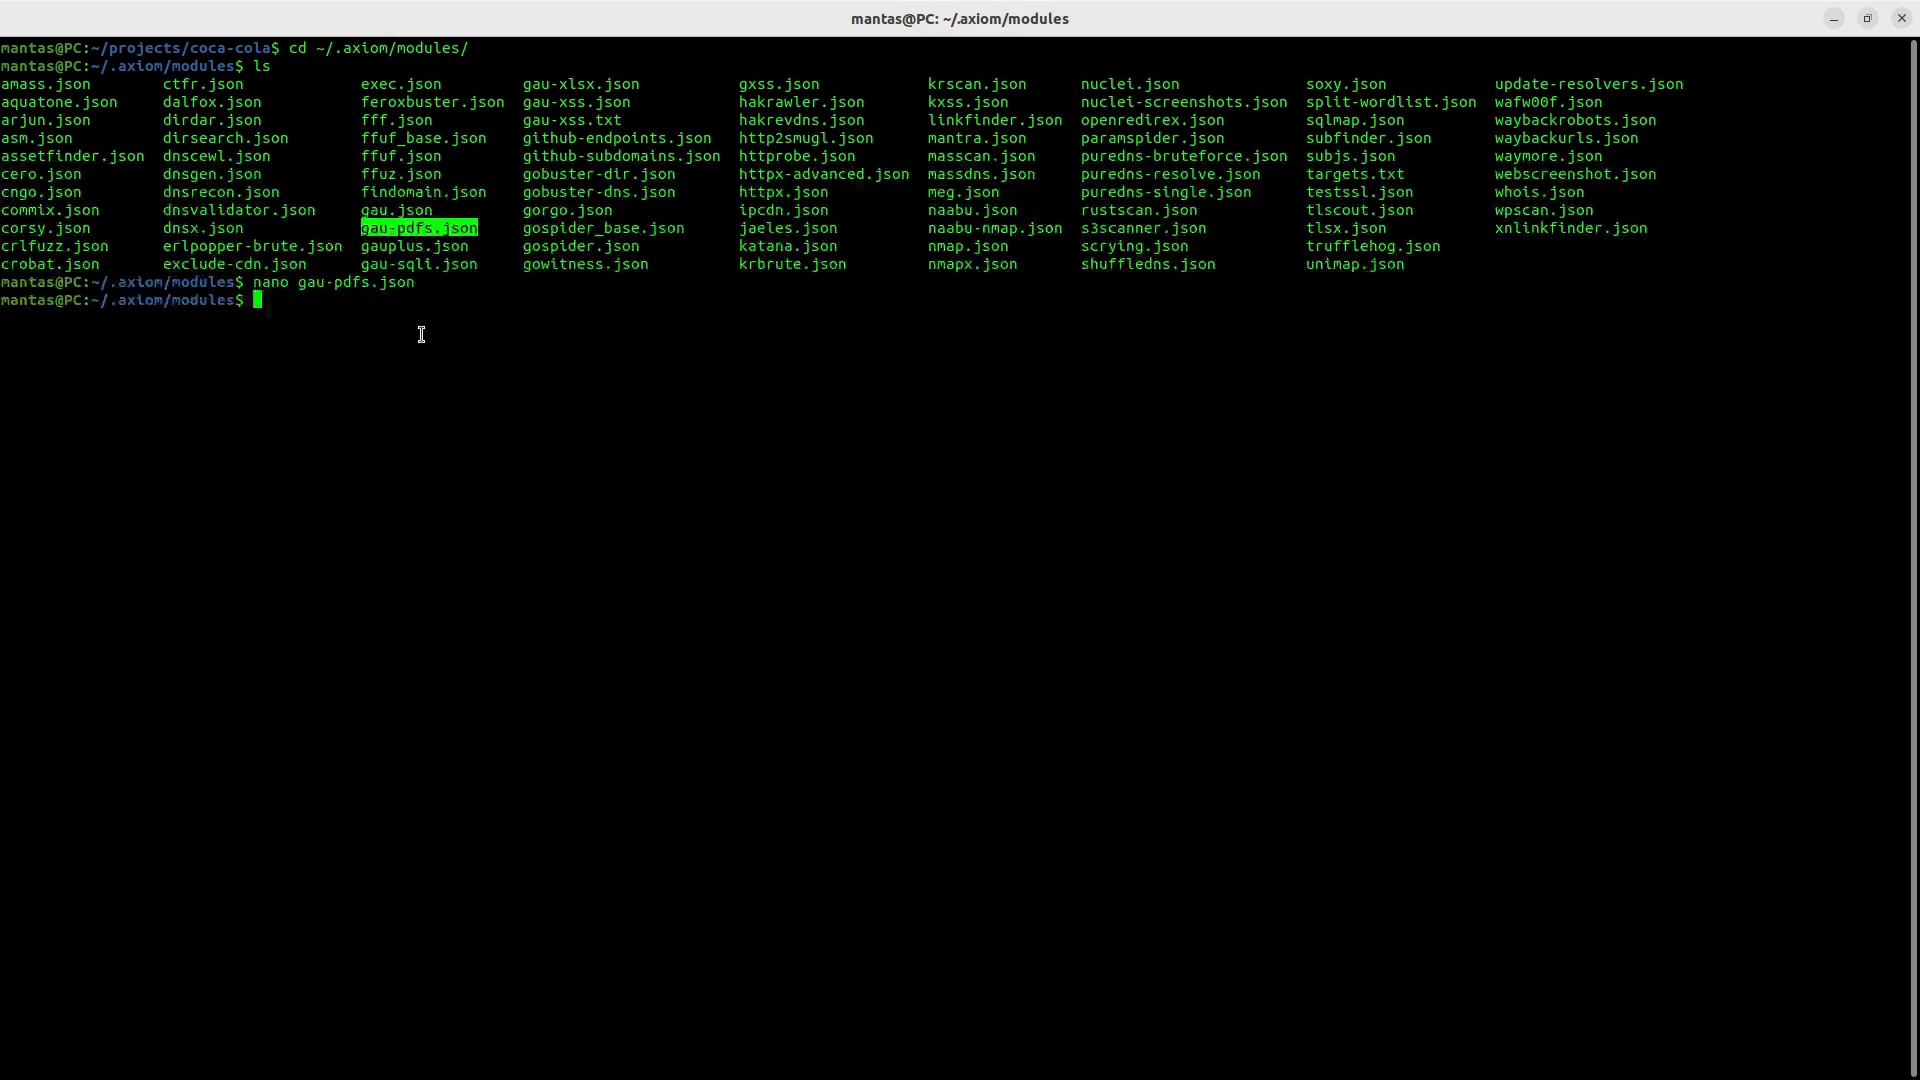 mantas@PC: ~/.axiom/modules
mantas@PC:~/projects/coca-cola$ cd ~/.axiom/modules/
mantas@PC:~/.axiom/modules$ ls
amass.json ctfr.json exec.json gau-xlsx.json gxss.json krscan.json nuclei.json soxy.json update-resolvers.json
aquatone.json dalfox.json feroxbuster.json gau-xss.json hakrawler.json kxss.json nuclei-screenshots.json split-wordlist.json wafw00f.json
arjun.json dirdar.json fff.json gau-xss.txt hakrevdns.json linkfinder.json openredirex.json sqlmap.json waybackrobots.json
asm.json dirsearch.json ffuf_base.json github-endpoints.json http2smugl.json mantra.json paramspider.json subfinder.json waybackurls.json
assetfinder.json dnscewl.json ffuf.json github-subdomains.json httprobe.json masscan.json puredns-bruteforce.json subjs.json waymore.json
cero.json dnsgen.json ffuz.json gobuster-dir.json httpx-advanced.json massdns.json puredns-resolve.json targets.txt webscreenshot.json
cngo.json dnsrecon.json findomain.json gobuster-dns.json httpx.json meg.json puredns-single.json testssl.json whois.json
commix.json dnsvalidator.json gau.json gorgo.json ipcdn.json naabu.json rustscan.json tlscout.json wpscan.json
corsy.json dnsx.json gau-pdfs.json gospider_base.json jaeles.json naabu-nmap.json s3scanner.json tlsx.json xnlinkfinder.json
crlfuzz.json erlpopper-brute.json gauplus.json gospider.json katana.json nmap.json scrying.json trufflehog.json
crobat.json exclude-cdn.json gau-sqli.json gowitness.json krbrute.json nmapx.json shuffledns.json unimap.json
mantas@PC:~/.axiom/modules$ nano gau-pdfs.json
mantas@PC:~/.axiom/modules$